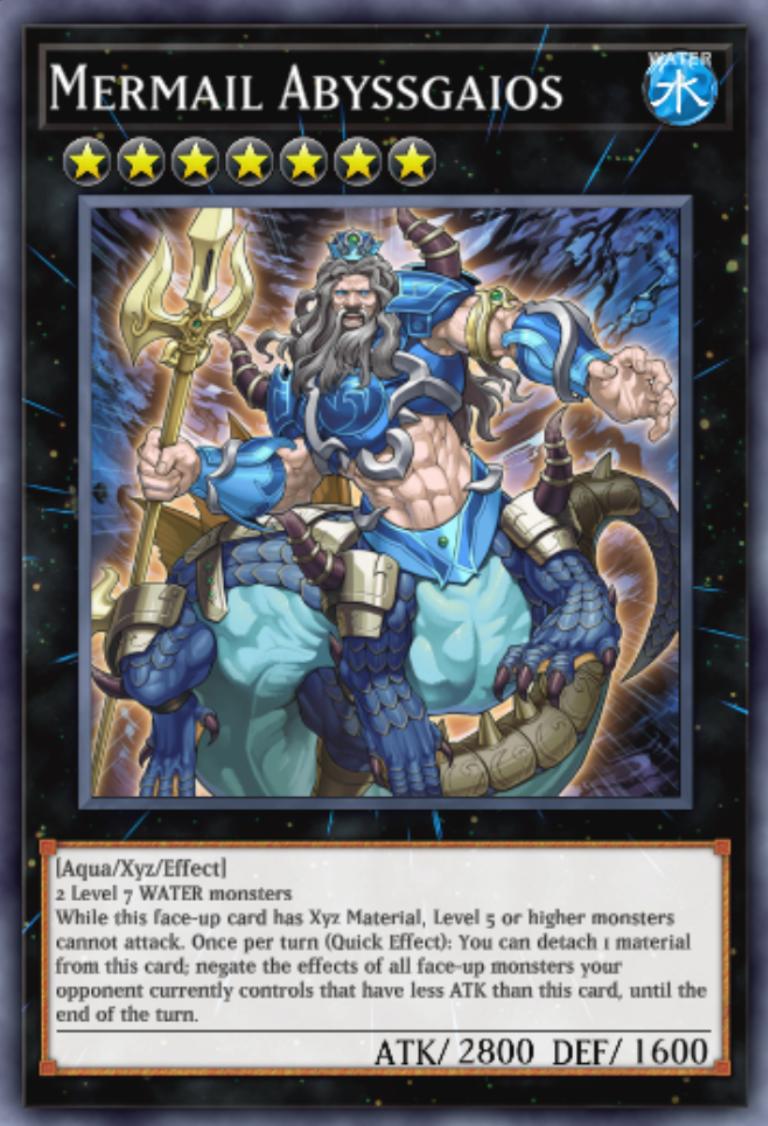 MERMAIL ABYSSGAIOS
WATER
水
[Aqua/Xyz/Effect]
2 Level 7 WATER monsters
While this face-up card has Xyz Material, Level 5 or higher monsters
cannot attack. Once per turn (Quick Effect): You can detach 1 material
from this card; negate the effects of all face-up monsters your
opponent currently controls that have less ATK than this card, until the
end of the turn.
ATK/ 2800 DEF/ 1600